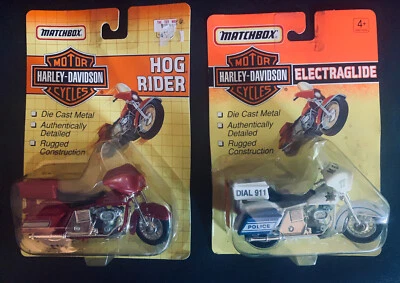 MATCHBOX
MOTOR
HARLEY-DAVIDSON
CYCLES
HOG
RIDER
Die Cast Metal
Authentically
Detailed
Rugged
Construction
MATCHBOX
4+
MOTOR
HARLEY-DAVIDSON
CYCLES
ELECTRAGLIDE
Die Cast Metal
Authentically
Detailed
Rugged
Construction
DIAL 911
POLICE